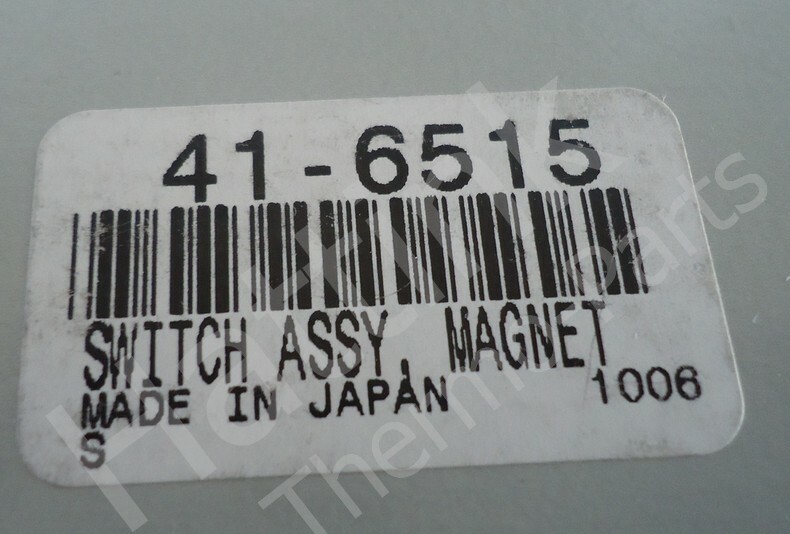 41-6515
SWITCH ASSY, MAGNET
MADE IN JAPAN 1006
S